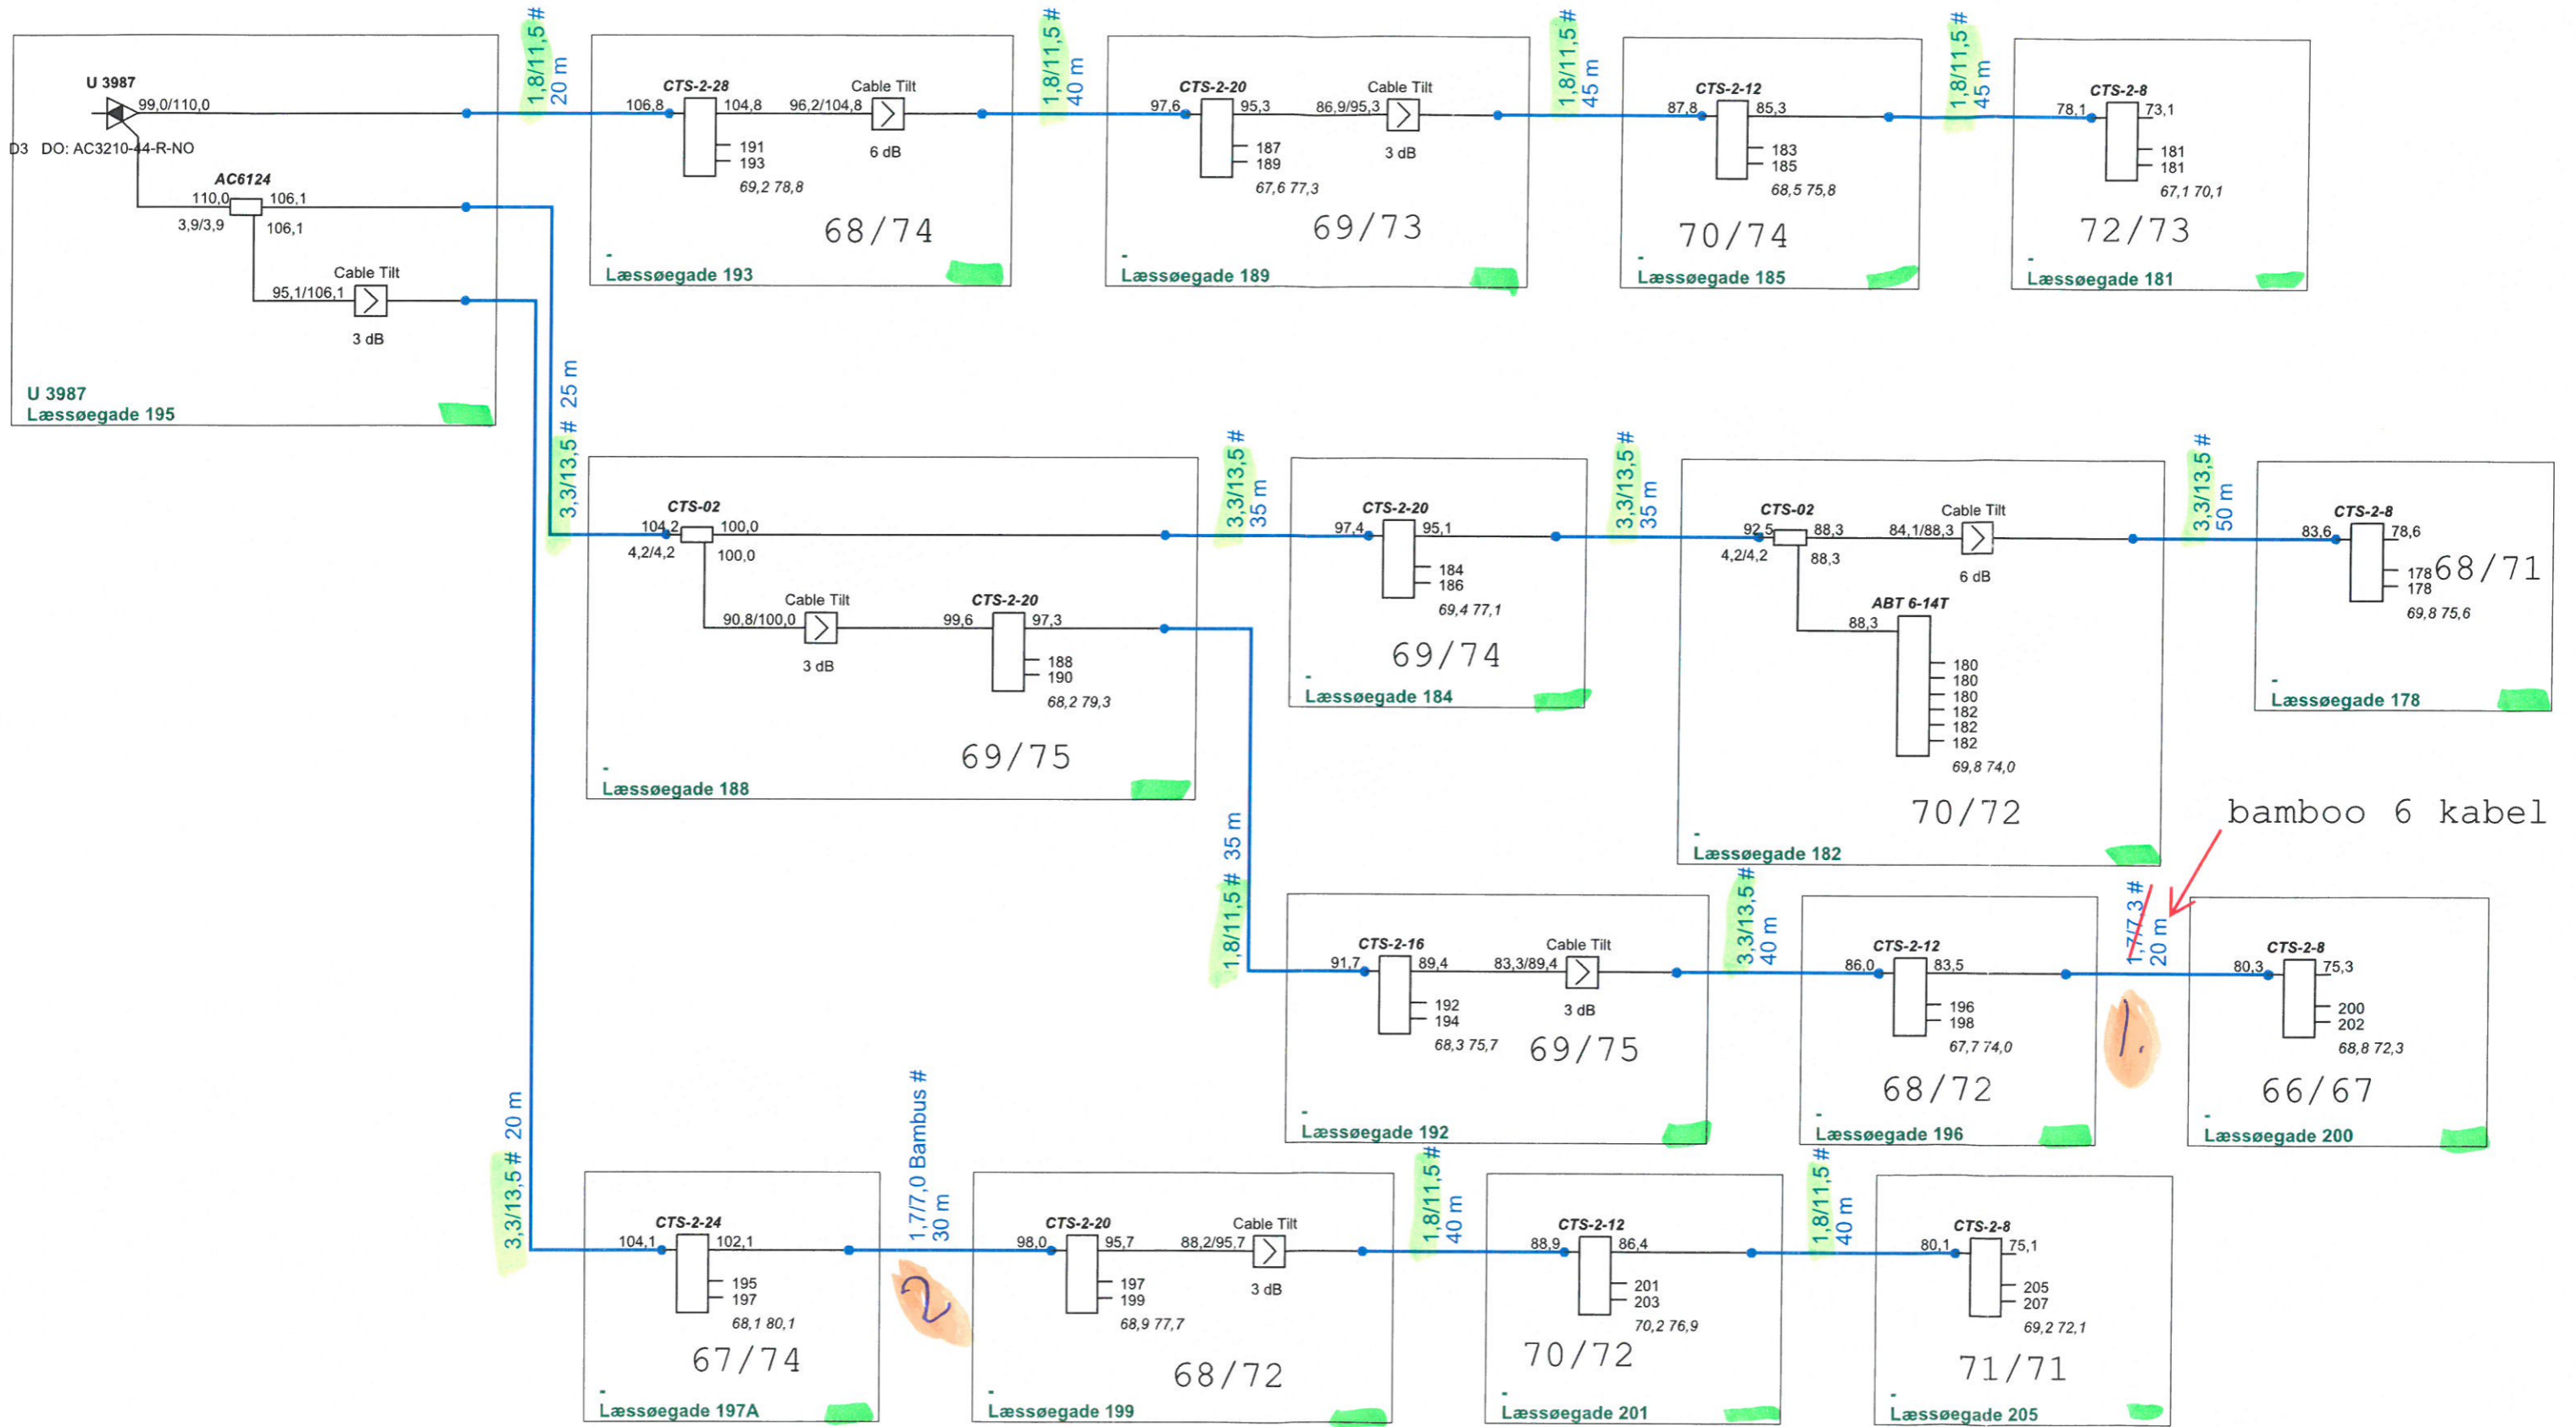 U 3987
99,0/110,0
D3 DO: AC3210-44-R-NO
AC6124
110,0
106,1
3,9/3,9
106,1
Cable Tilt
95,1/106,1
3 dB
U 3987
Læssøegade 195
1,8/11,5 #
20 m
CTS-2-28
106,8
104,8
191
193
69,2 78,8
Cable Tilt
96,2/104,8
6 dB
68/74
-
Læssøegade 193
1,8/11,5 #
40 m
CTS-2-20
97,6
95,3
187
189
67,6 77,3
Cable Tilt
86,9/95,3
3 dB
69/73
-
Læssøegade 189
1,8/11,5 #
45 m
CTS-2-12
87,8
85,3
183
185
68,5 75,8
70/74
-
Læssøegade 185
1,8/11,5 #
45 m
CTS-2-8
78,1
73,1
181
181
67,1 70,1
72/73
-
Læssøegade 181
3,3/13,5 # 25 m
CTS-02
104,2
100,0
4,2/4,2
100,0
Cable Tilt
90,8/100,0
3 dB
CTS-2-20
99,6
97,3
188
190
68,2 79,3
69/75
-
Læssøegade 188
3,3/13,5 #
35 m
CTS-2-20
97,4
95,1
184
186
69,4 77,1
69/74
-
Læssøegade 184
3,3/13,5 #
35 m
CTS-02
92,5
88,3
4,2/4,2
88,3
Cable Tilt
84,1/88,3
6 dB
ABT 6-14T
88,3
180
180
180
182
182
182
69,8 74,0
70/72
-
Læssøegade 182
3,3/13,5 #
50 m
CTS-2-8
83,6
78,6
178
178
68/71
69,8 75,6
-
Læssøegade 178
bamboo 6 kabel
1,8/11,5 # 35 m
CTS-2-16
91,7
89,4
192
194
68,3 75,7
Cable Tilt
83,3/89,4
3 dB
69/75
-
Læssøegade 192
3,3/13,5 #
40 m
CTS-2-12
86,0
83,5
196
198
67,7 74,0
68/72
-
Læssøegade 196
1,7/7,3 #
20 m
1.
CTS-2-8
80,3
75,3
200
202
68,8 72,3
66/67
-
Læssøegade 200
3,3/13,5 # 20 m
CTS-2-24
104,1
102,1
195
197
68,1 80,1
67/74
-
Læssøegade 197A
1,7/7,0 Bambus #
30 m
2
CTS-2-20
98,0
95,7
197
199
68,9 77,7
Cable Tilt
88,2/95,7
3 dB
68/72
-
Læssøegade 199
1,8/11,5 #
40 m
CTS-2-12
88,9
86,4
201
203
70,2 76,9
70/72
-
Læssøegade 201
1,8/11,5 #
40 m
CTS-2-8
80,1
75,1
205
207
69,2 72,1
71/71
-
Læssøegade 205